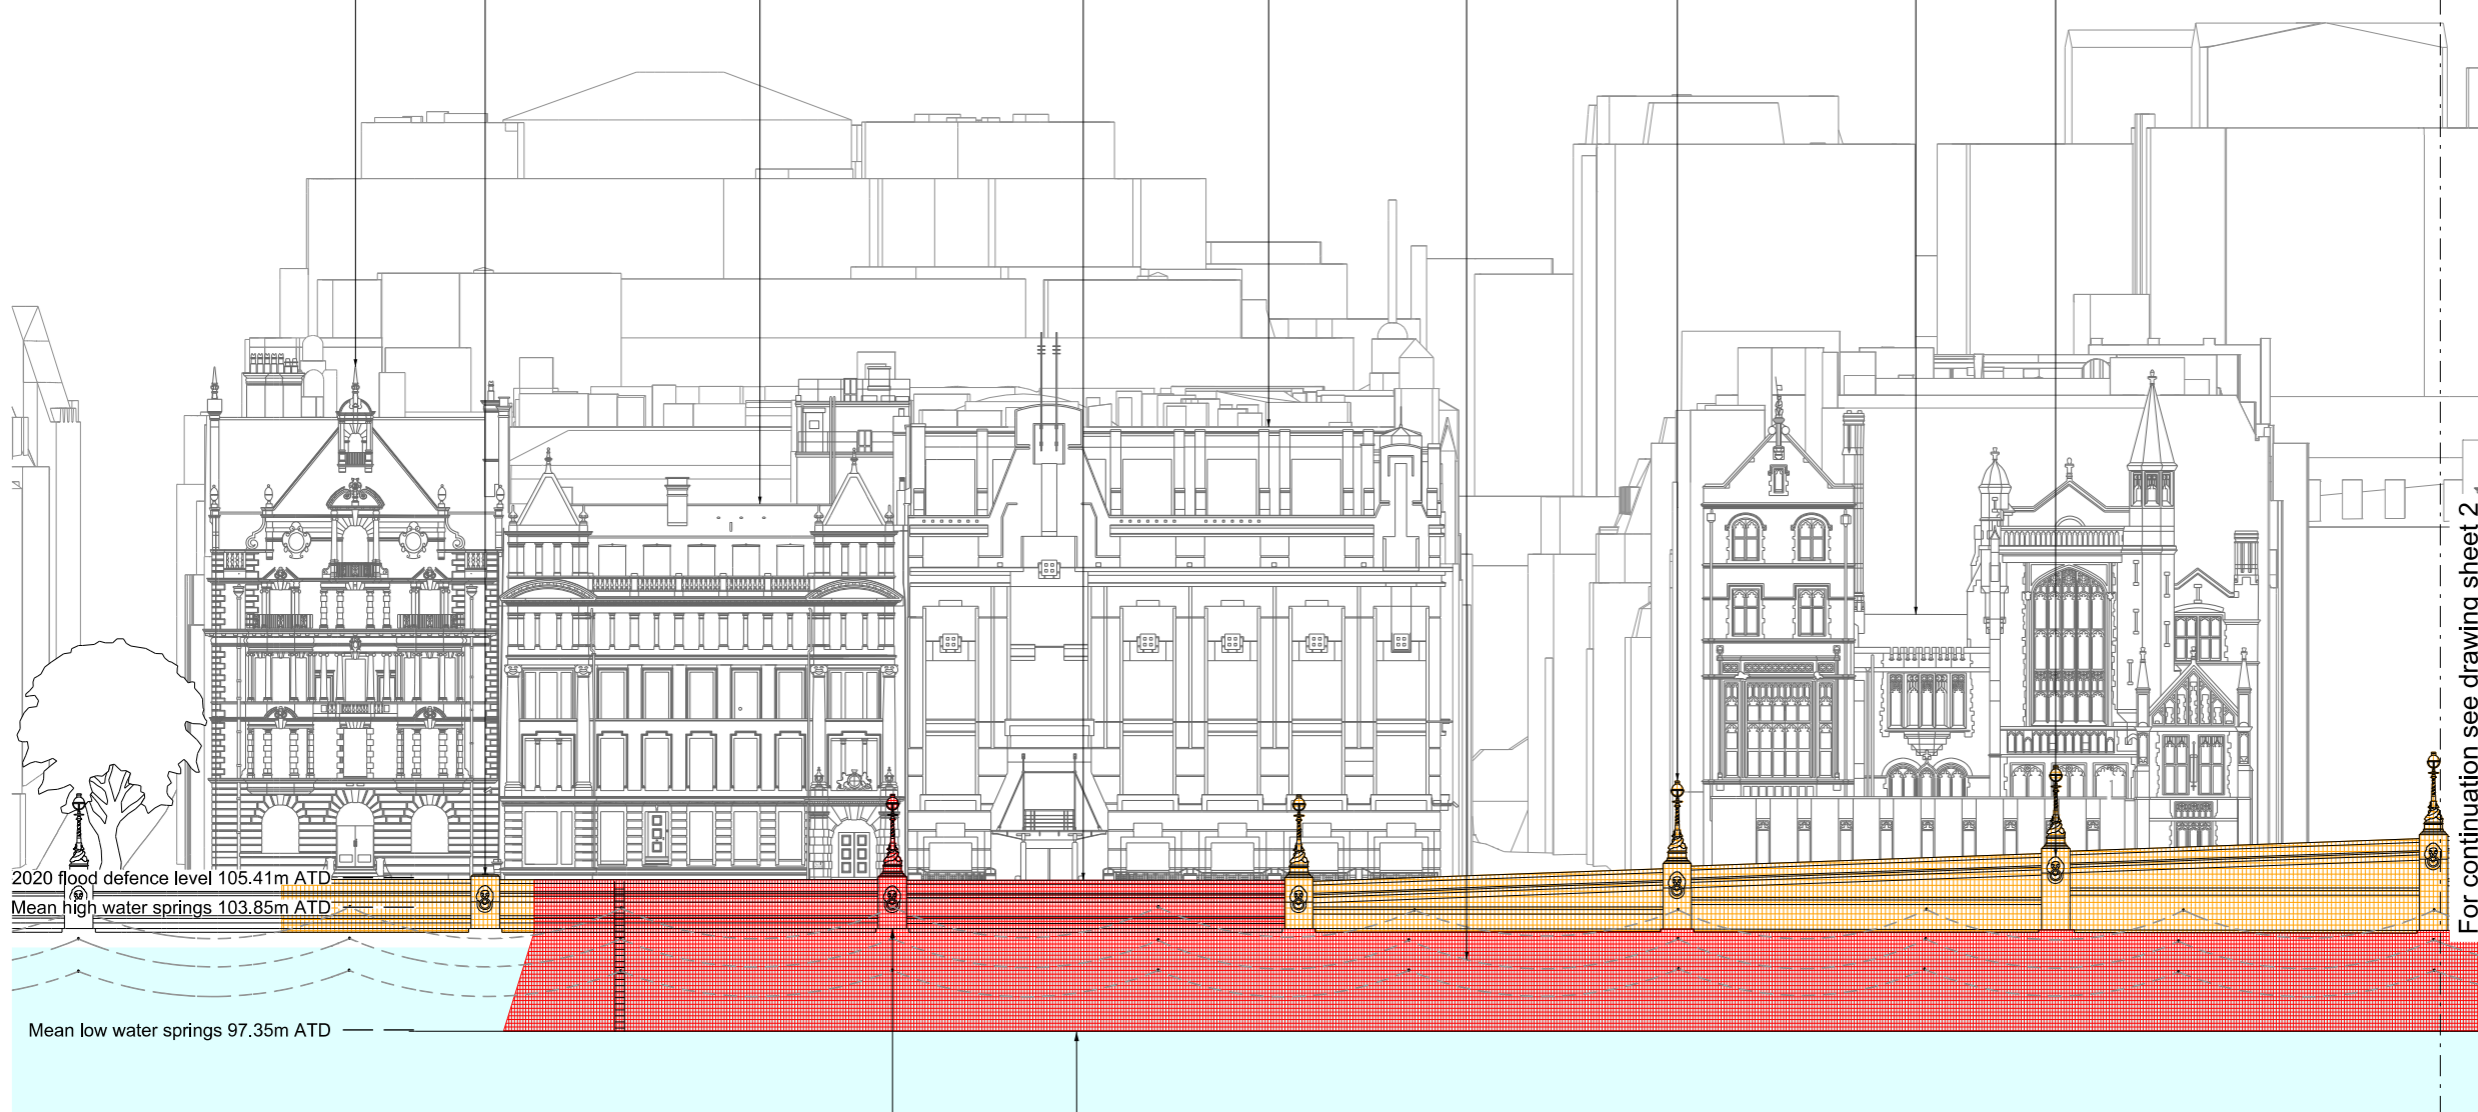 2020 flood defence level 105.41m ATD
Mean high water springs 103.85m ATD
Mean low water springs 97.35m ATD
For continuation see drawing sheet 2